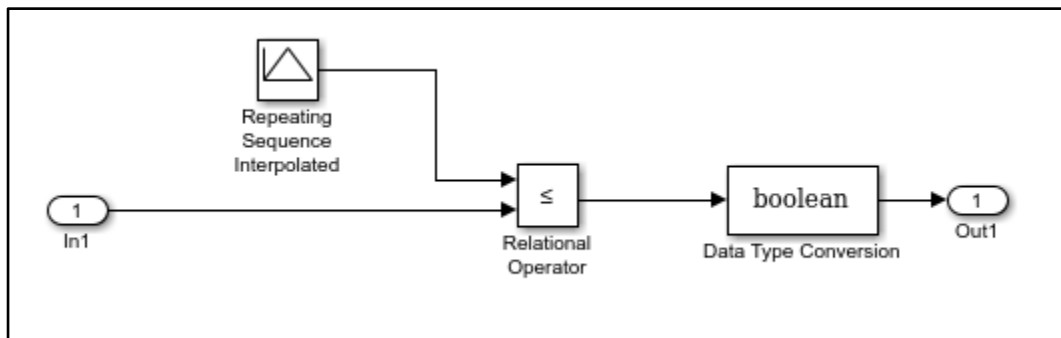 Repeating
Sequence
Interpolated
1
In1
≤
Relational
Operator
boolean
Data Type Conversion
1
Out1